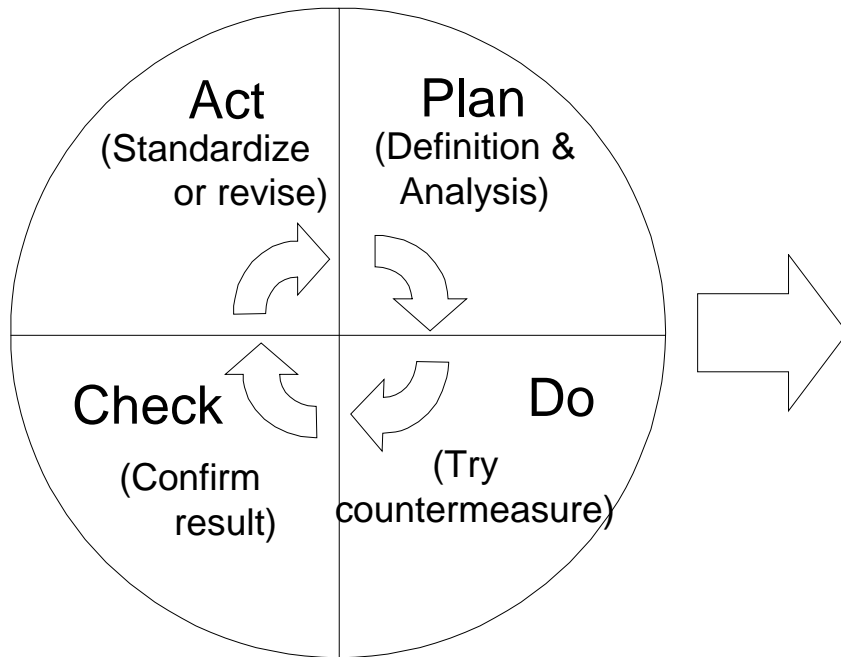 Act
(Standardize
or revise)
Plan
(Definition &
Analysis)
Check
(Confirm
result)
Do
(Try
countermeasure)